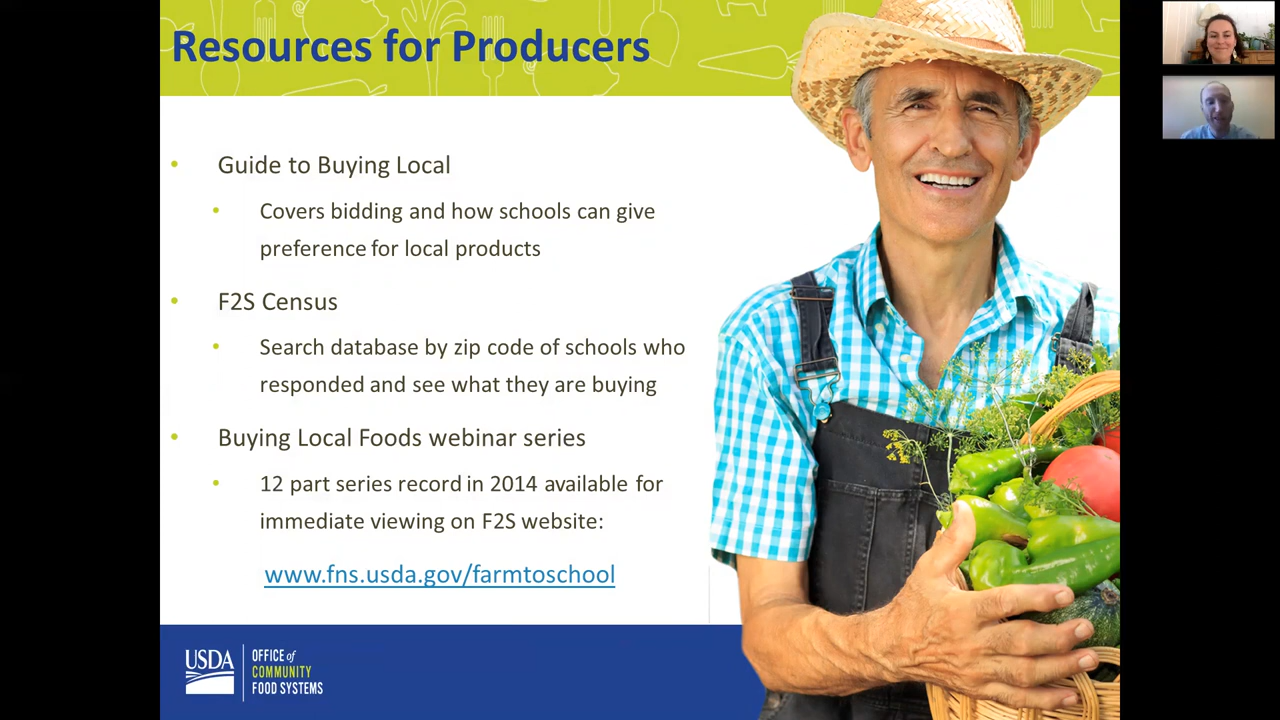 Resources for Producers
• Guide to Buying Local
• Covers bidding and how schools can give
preference for local products
• F2S Census
• Search database by zip code of schools who
responded and see what they are buying
• Buying Local Foods webinar series
• 12 part series record in 2014 available for
immediate viewing on F2S website:
www.fns.usda.gov/farmtoschool
USDA
OFFICE of
COMMUNITY
FOOD SYSTEMS